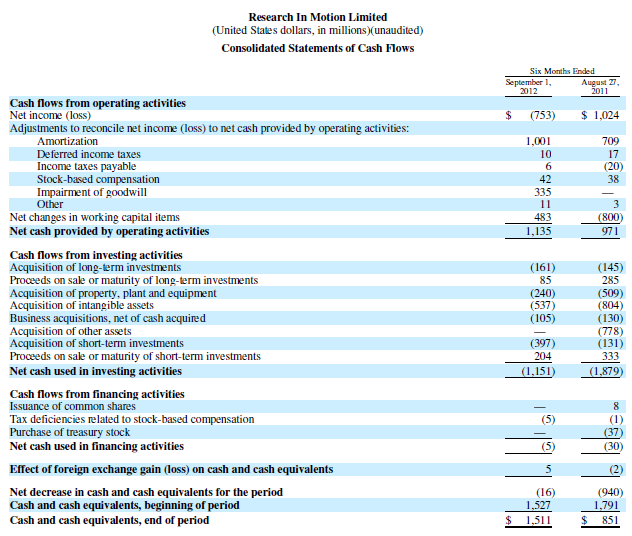 Research In Motion Limited
(United States dollars, in millions)(unaudited)
Consolidated Statements of Cash Flows
Six Months Ended
September 1, 2012 August 27, 2011
Cash flows from operating activities
Net income (loss) $ (753) $ 1,024
Adjustments to reconcile net income (loss) to net cash provided by operating activities:
Amortization 1,001 709
Deferred income taxes 10 17
Income taxes payable 6 (20)
Stock-based compensation 42 38
Impairment of goodwill 335 —
Other 11 3
Net changes in working capital items 483 (800)
Net cash provided by operating activities 1,135 971
Cash flows from investing activities
Acquisition of long-term investments (161) (145)
Proceeds on sale or maturity of long-term investments 85 285
Acquisition of property, plant and equipment (240) (509)
Acquisition of intangible assets (537) (804)
Business acquisitions, net of cash acquired (105) (130)
Acquisition of other assets — (778)
Acquisition of short-term investments (397) (131)
Proceeds on sale or maturity of short-term investments 204 333
Net cash used in investing activities (1,151) (1,879)
Cash flows from financing activities
Issuance of common shares — 8
Tax deficiencies related to stock-based compensation (5) (1)
Purchase of treasury stock — (37)
Net cash used in financing activities (5) (30)
Effect of foreign exchange gain (loss) on cash and cash equivalents 5 (2)
Net decrease in cash and cash equivalents for the period (16) (940)
Cash and cash equivalents, beginning of period 1,527 1,791
Cash and cash equivalents, end of period $ 1,511 $ 851